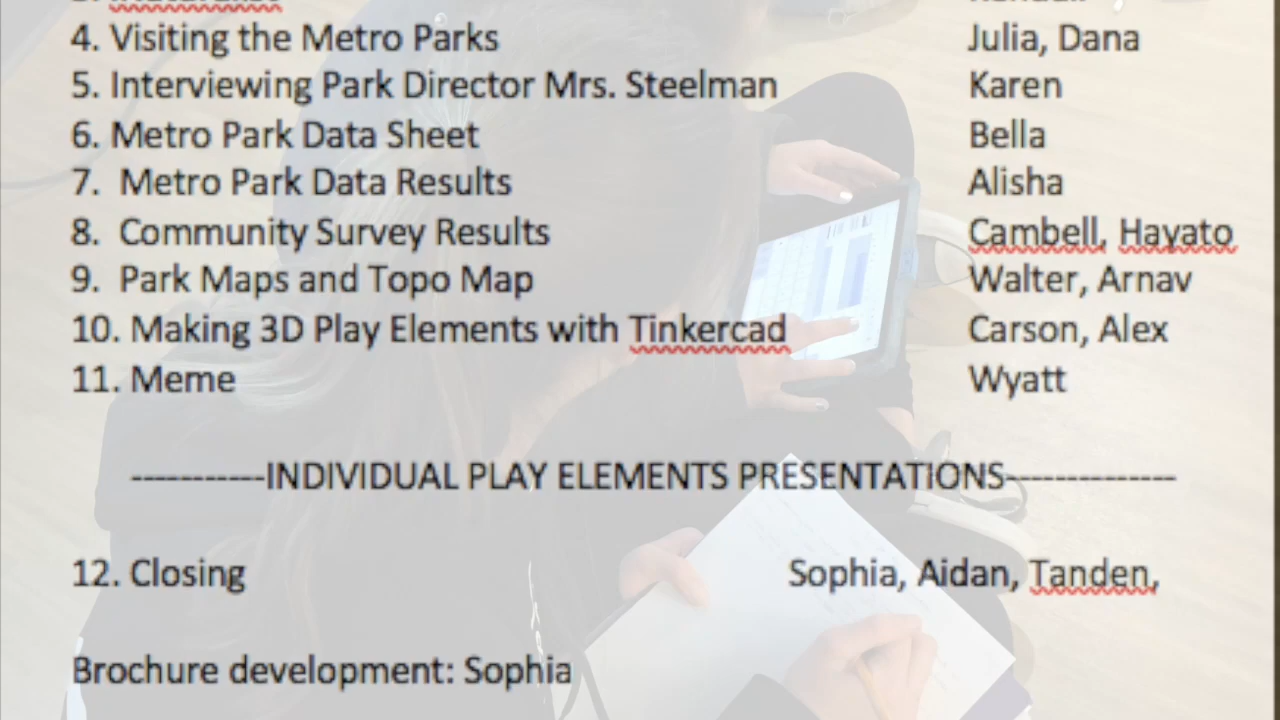 4. Visiting the Metro Parks Julia, Dana
5. Interviewing Park Director Mrs. Steelman Karen
6. Metro Park Data Sheet Bella
7. Metro Park Data Results Alisha
8. Community Survey Results Cambell, Hayato
9. Park Maps and Topo Map Walter, Arnav
10. Making 3D Play Elements with Tinkercad Carson, Alex
11. Meme Wyatt
-----------INDIVIDUAL PLAY ELEMENTS PRESENTATIONS--------------
12. Closing Sophia, Aidan, Tanden,
Brochure development: Sophia